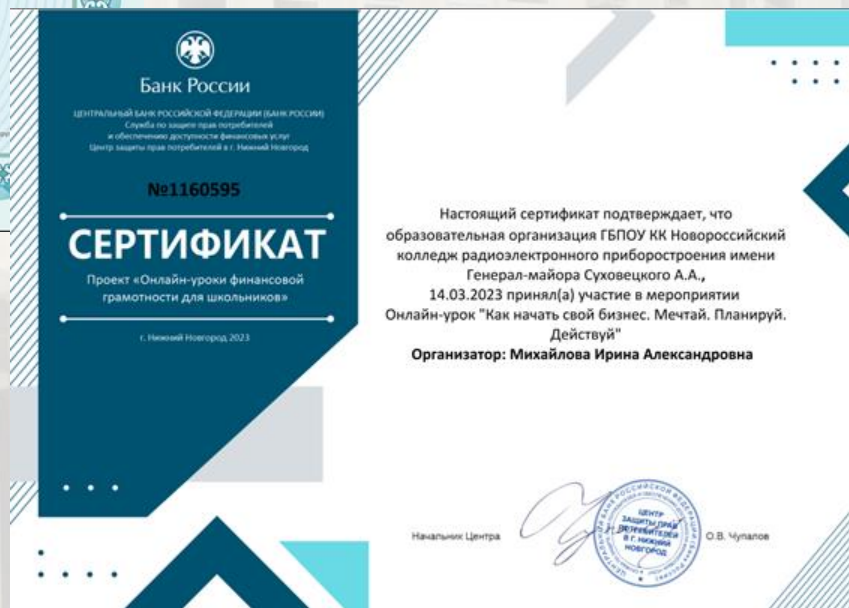 Банк России
ЦЕНТРАЛЬНЫЙ БАНК РОССИЙСКОЙ ФЕДЕРАЦИИ (БАНК РОССИИ)
Служба по защите прав потребителей
и обеспечению доступности финансовых услуг
Центр защиты прав потребителей в г. Нижний Новгород
№1160595
СЕРТИФИКАТ
Проект «Онлайн-уроки финансовой
грамотности для школьников»
г. Нижний Новгород 2023
Настоящий сертификат подтверждает, что
образовательная организация ГБПОУ КК Новороссийский
колледж радиоэлектронного приборостроения имени
Генерал-майора Суховецкого А.А.,
14.03.2023 принял(а) участие в мероприятии
Онлайн-урок "Как начать свой бизнес. Мечтай. Планируй.
Действуй"
Организатор: Михайлова Ирина Александровна
Начальник Центра
ЦЕНТР
ЗАЩИТЫ ПРАВ
ПОТРЕБИТЕЛЕЙ
В Г. НИЖНИЙ
НОВГОРОД
О.В. Чупалов